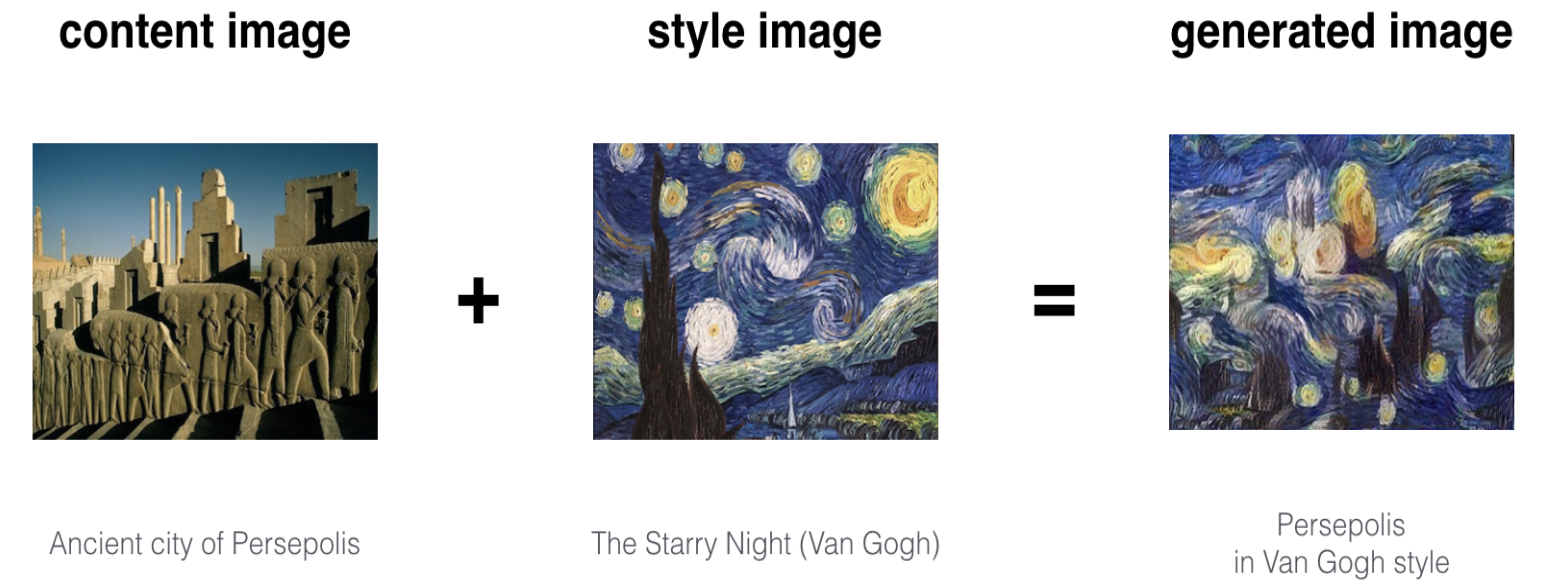 content image
style image
generated image
+
=
Ancient city of Persepolis
The Starry Night (Van Gogh)
Persepolis
in Van Gogh style